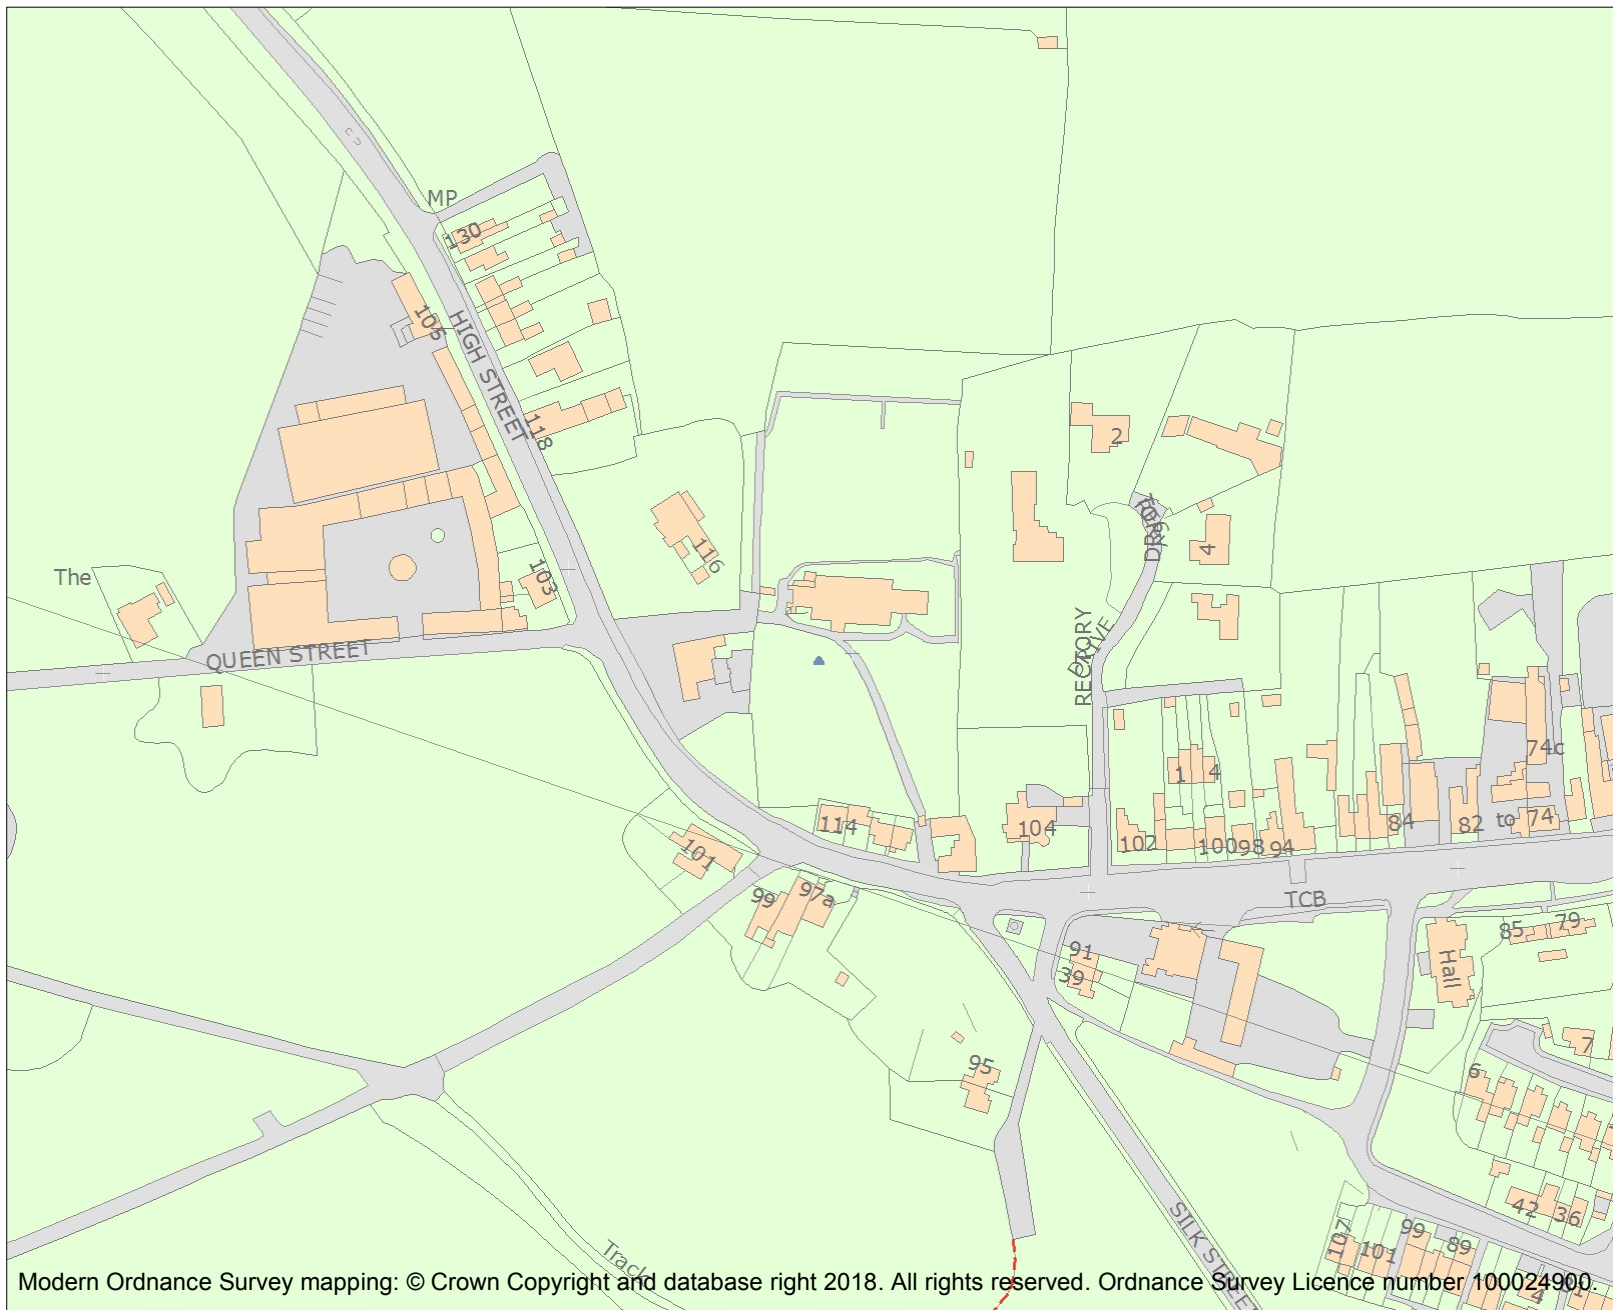 MP
130
105
HIGH STREET
118
2
116
4
The
103
QUEEN STREET
RECTORY
DRIVE
74c
1
4
114
104
102
100
98
94
84
82
to
74
101
99
97a
TCB
91
39
85
79
Hall
95
7
6
42
36
SILK STREET
107
101
99
89
Track
4
Modern Ordnance Survey mapping: © Crown Copyright and database right 2018. All rights reserved. Ordnance Survey Licence number 100024900.